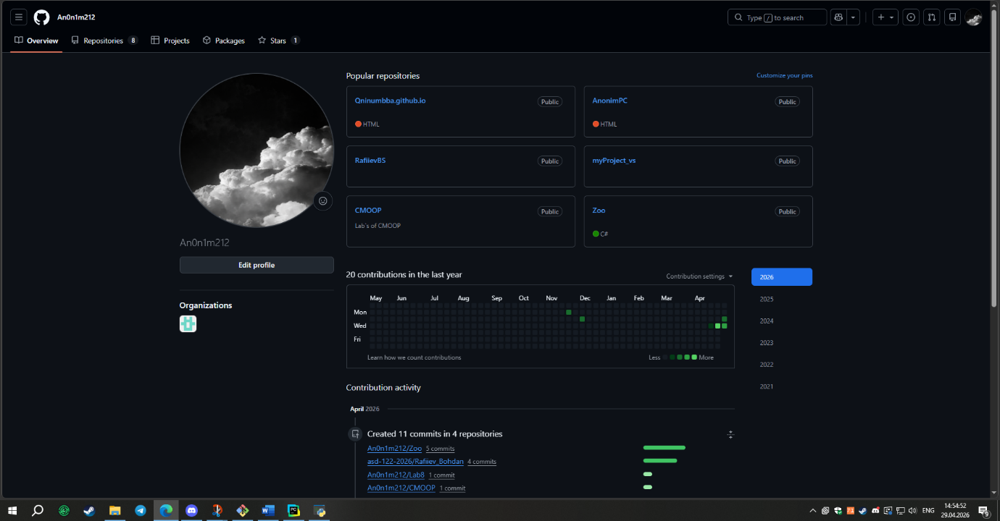 An0n1m212
Type / to search
Overview
Repositories 8
Projects
Packages
Stars 1
Popular repositories
Customize your pins
Qninumbba.github.io
Public
HTML
AnonimPC
Public
HTML
RafiievBS
Public
myProject_vs
Public
CMOOP
Public
Lab`s of CMOOP
Zoo
Public
C#
An0n1m212
Edit profile
Organizations
20 contributions in the last year
Contribution settings
2026
2025
2024
2023
2022
2021
May Jun Jul Aug Sep Oct Nov Dec Jan Feb Mar Apr
Mon
Wed
Fri
Learn how we count contributions
Less
More
Contribution activity
April 2026
Created 11 commits in 4 repositories
An0n1m212/Zoo 5 commits
asd-122-2026/Rafiiev_Bohdan 4 commits
An0n1m212/Lab8 1 commit
An0n1m212/CMOOP 1 commit
ENG
14:54:52
29.04.2026
9